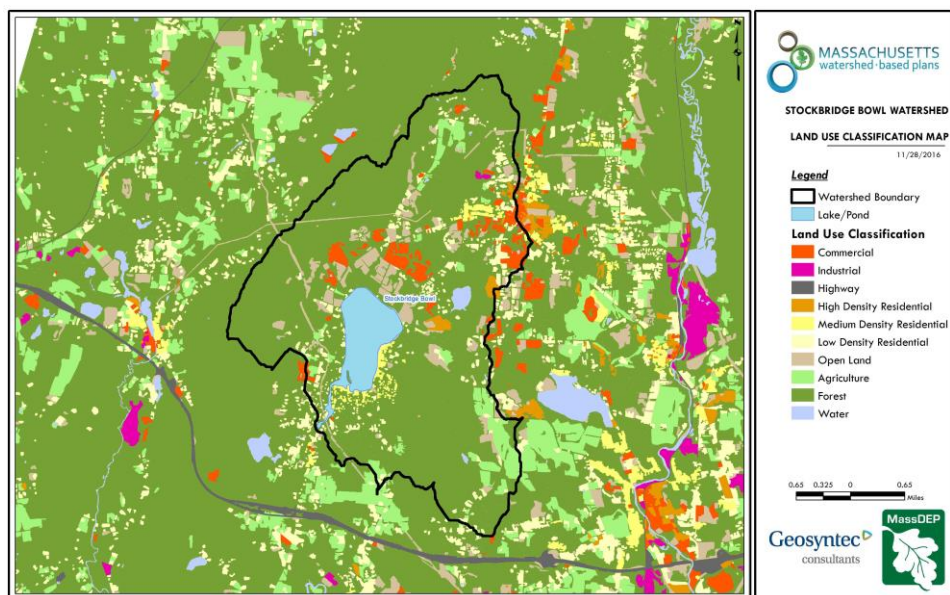 Stockbridge Bowl
MASSACHUSETTS
watershed-based plans
STOCKBRIDGE BOWL WATERSHED
LAND USE CLASSIFICATION MAP
11/28/2016
Legend
Watershed Boundary
Lake/Pond
Land Use Classification
Commercial
Industrial
Highway
High Density Residential
Medium Density Residential
Low Density Residential
Open Land
Agriculture
Forest
Water
0.65 0.325 0 0.65
Miles
Geosyntec
consultants
MassDEP